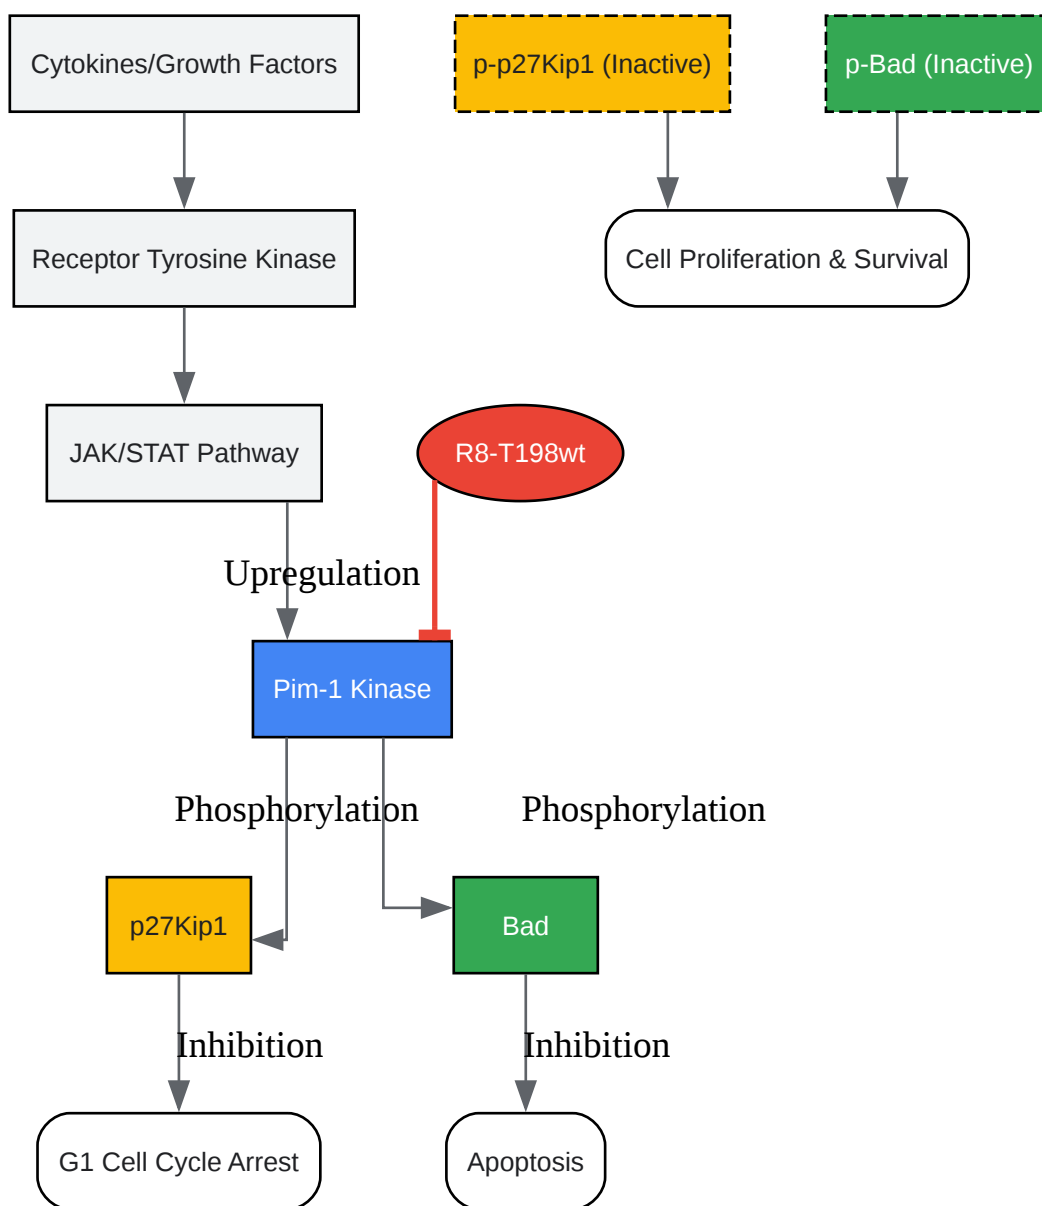 Cytokines/Growth Factors
p-p27Kip1 (Inactive)
p-Bad (Inactive)
Receptor Tyrosine Kinase
Cell Proliferation & Survival
JAK/STAT Pathway
R8-T198wt
Upregulation
Pim-1 Kinase
Phosphorylation
Phosphorylation
p27Kip1
Bad
Inhibition
Inhibition
G1 Cell Cycle Arrest
Apoptosis